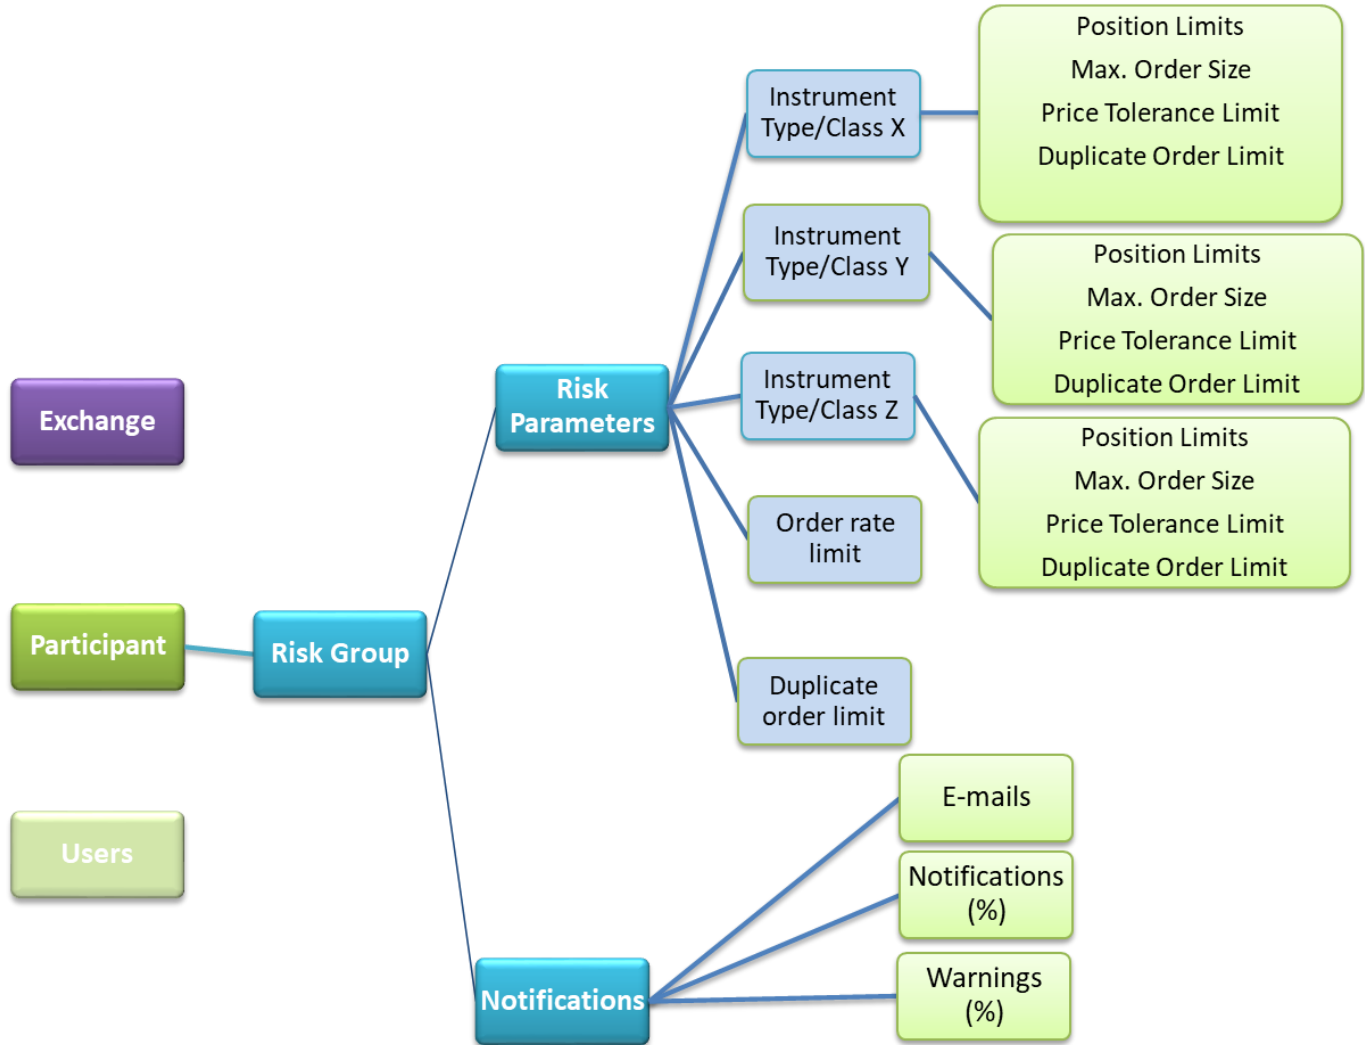 Exchange
Participant
Users
Risk Group
Risk
Parameters
Notifications
Instrument
Type/Class X
Instrument
Type/Class Y
Instrument
Type/Class Z
Order rate
limit
Duplicate
order limit
Position Limits
Max. Order Size
Price Tolerance Limit
Duplicate Order Limit
Position Limits
Max. Order Size
Price Tolerance Limit
Duplicate Order Limit
Position Limits
Max. Order Size
Price Tolerance Limit
Duplicate Order Limit
E-mails
Notifications
(%)
Warnings
(%)